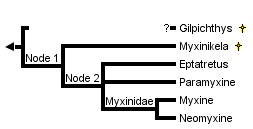 ? Gilpichthys
Myxinikela
Node 1
Eptatretus
Node 2
Paramyxine
Myxinidae
Myxine
Neomyxine